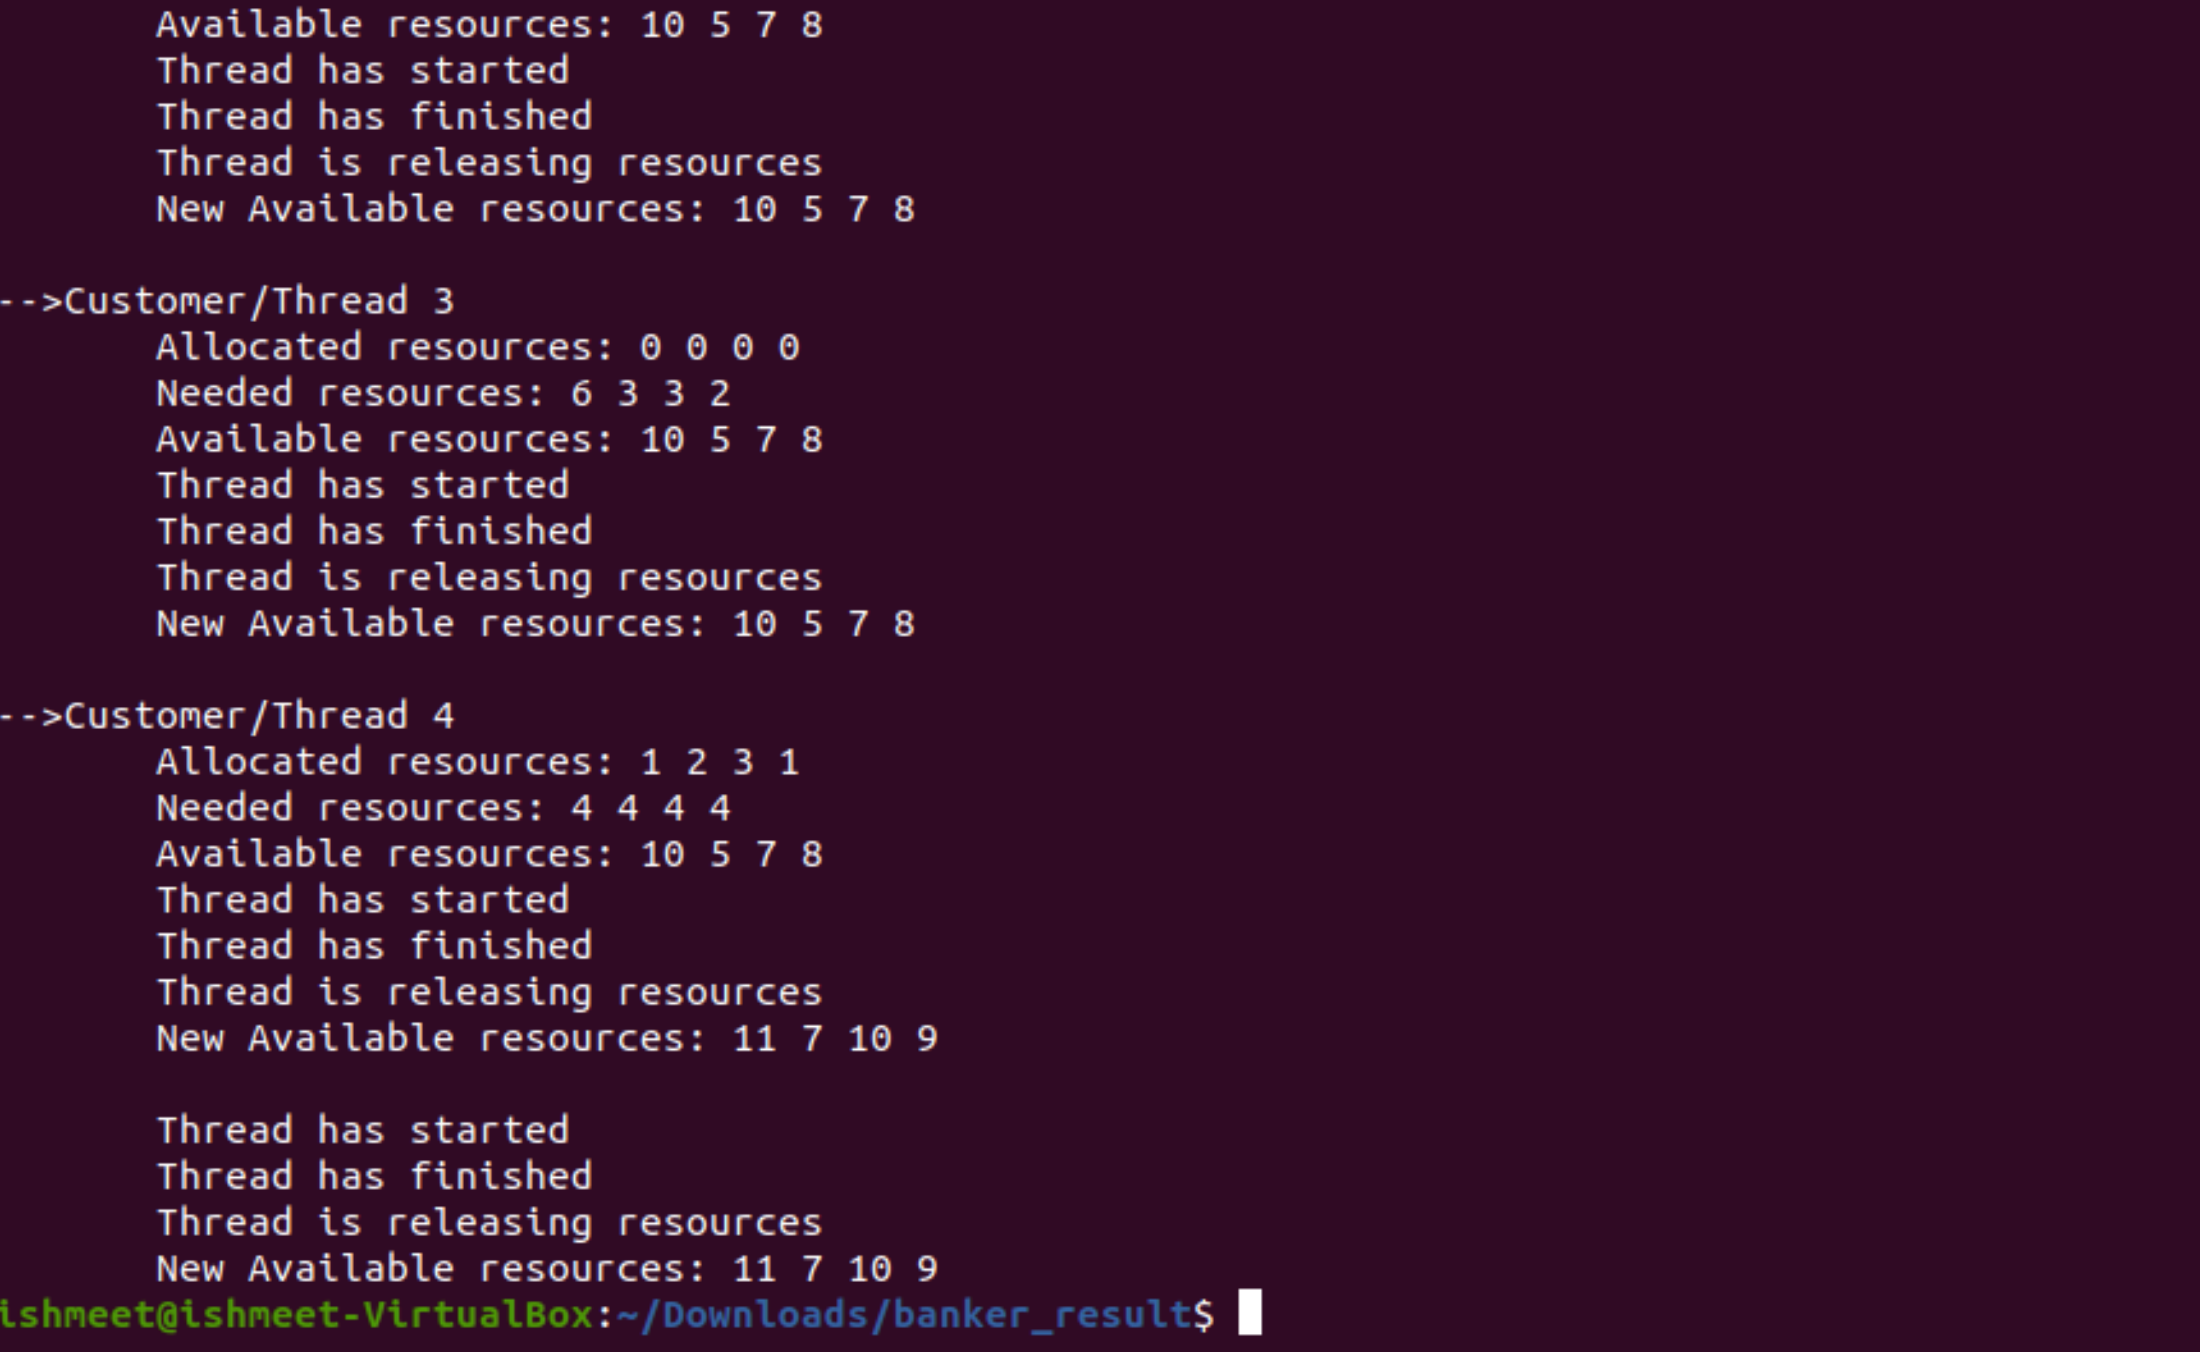 Available resources: 10 5 7 8
Thread has started
Thread has finished
Thread is releasing resources
New Available resources: 10 5 7 8
-->Customer/Thread 3
Allocated resources: 0 0 0 0
Needed resources: 6 3 3 2
Available resources: 10 5 7 8
Thread has started
Thread has finished
Thread is releasing resources
New Available resources: 10 5 7 8
-->Customer/Thread 4
Allocated resources: 1 2 3 1
Needed resources: 4 4 4 4
Available resources: 10 5 7 8
Thread has started
Thread has finished
Thread is releasing resources
New Available resources: 11 7 10 9
Thread has started
Thread has finished
Thread is releasing resources
New Available resources: 11 7 10 9
ishmeet@ishmeet-VirtualBox:~/Downloads/banker_result$